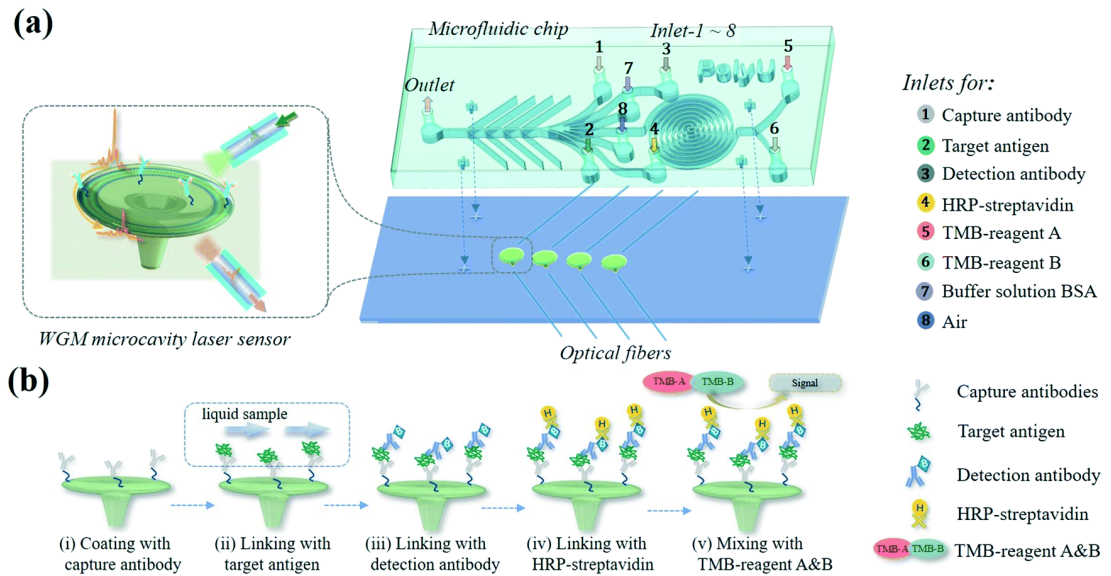 (a)
Microfluidic chip
Inlet-1 ~ 8
1
3
5
7
PolyU
Outlet
8
2
4
6
Inlets for:
1 Capture antibody
2 Target antigen
3 Detection antibody
4 HRP-streptavidin
5 TMB-reagent A
6 TMB-reagent B
7 Buffer solution BSA
8 Air
WGM microcavity laser sensor
Optical fibers
(b)
TMB-A
TMB-B
Signal
liquid sample
H
H
H
H
H
H
B
B
B
B
B
B
B
B
B
(i) Coating with
capture antibody
(ii) Linking with
target antigen
(iii) Linking with
detection antibody
(iv) Linking with
HRP-streptavidin
(v) Mixing with
TMB-reagent A&B
Capture antibodies
Target antigen
B
Detection antibody
H
HRP-streptavidin
TMB-A
TMB-B
TMB-reagent A&B